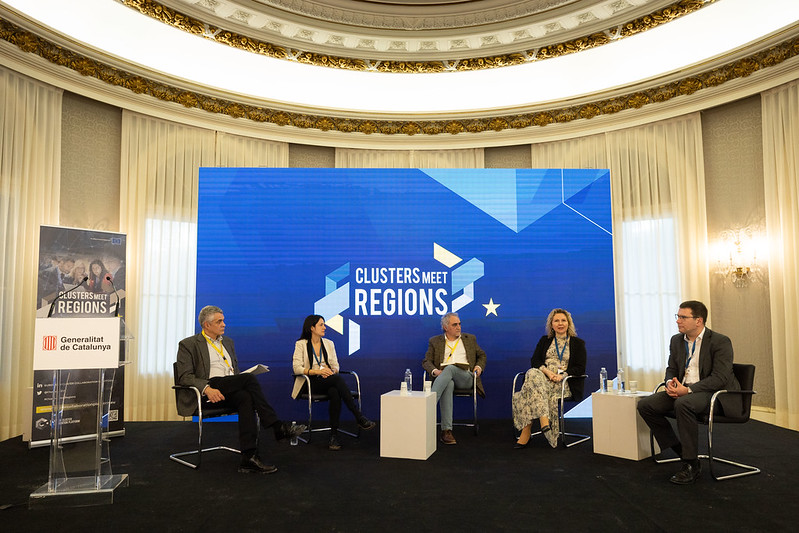 CLUSTERS MEET
REGIONS
CLUSTERS MEET
REGIONS
Generalitat
de Catalunya